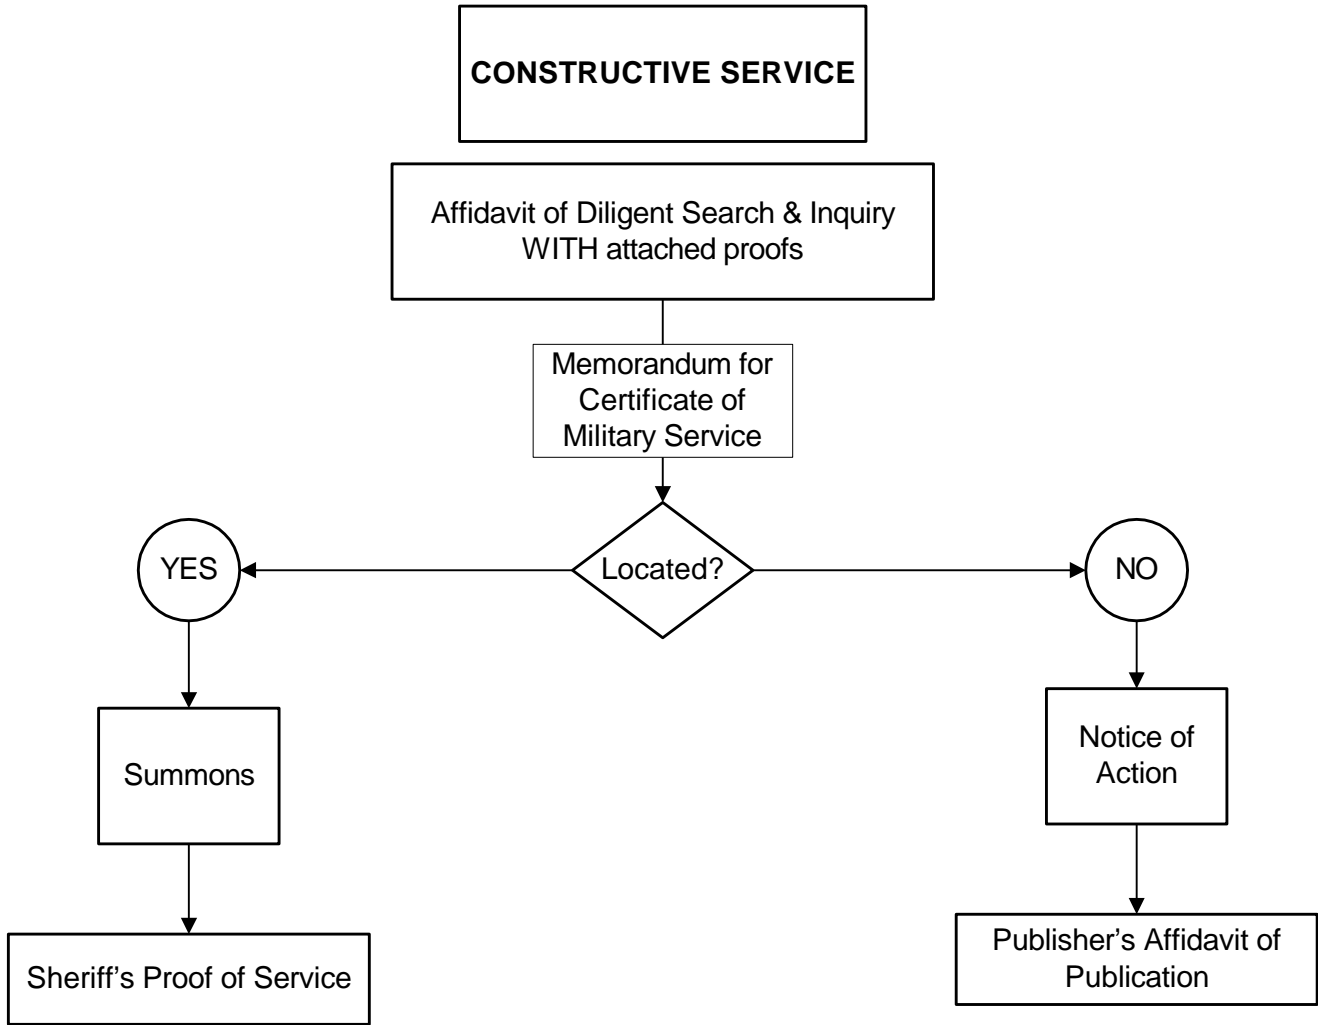 CONSTRUCTIVE SERVICE
Affidavit of Diligent Search & Inquiry
WITH attached proofs
Memorandum for
Certificate of
Military Service
YES
Located?
NO
Summons
Notice of
Action
Sheriff’s Proof of Service
Publisher’s Affidavit of
Publication